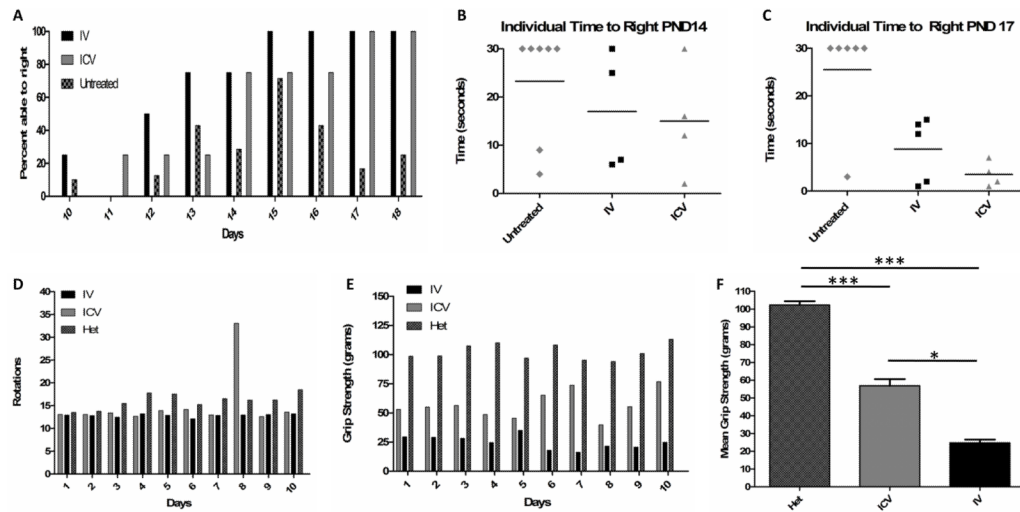 A
Percent able to right
100
80
60
40
20
0
IV
ICV
Untreated
10 11 12 13 14 15 16 17 18
Days
B
Individual Time to Right PND14
Time (seconds)
30
20
10
0
Untreated IV ICV
C
Individual Time to Right PND 17
Time (seconds)
30
20
10
0
Untreated IV ICV
D
Rotations
40
35
30
25
20
15
10
5
0
IV
ICV
Het
1 2 3 4 5 6 7 8 9 10
Days
E
Grip Strength (grams)
150
125
100
75
50
25
0
IV
ICV
Het
1 2 3 4 5 6 7 8 9 10
Days
F
Mean Grip Strength (grams)
110
100
90
80
70
60
50
40
30
20
10
0
***
***
*
Het ICV IV